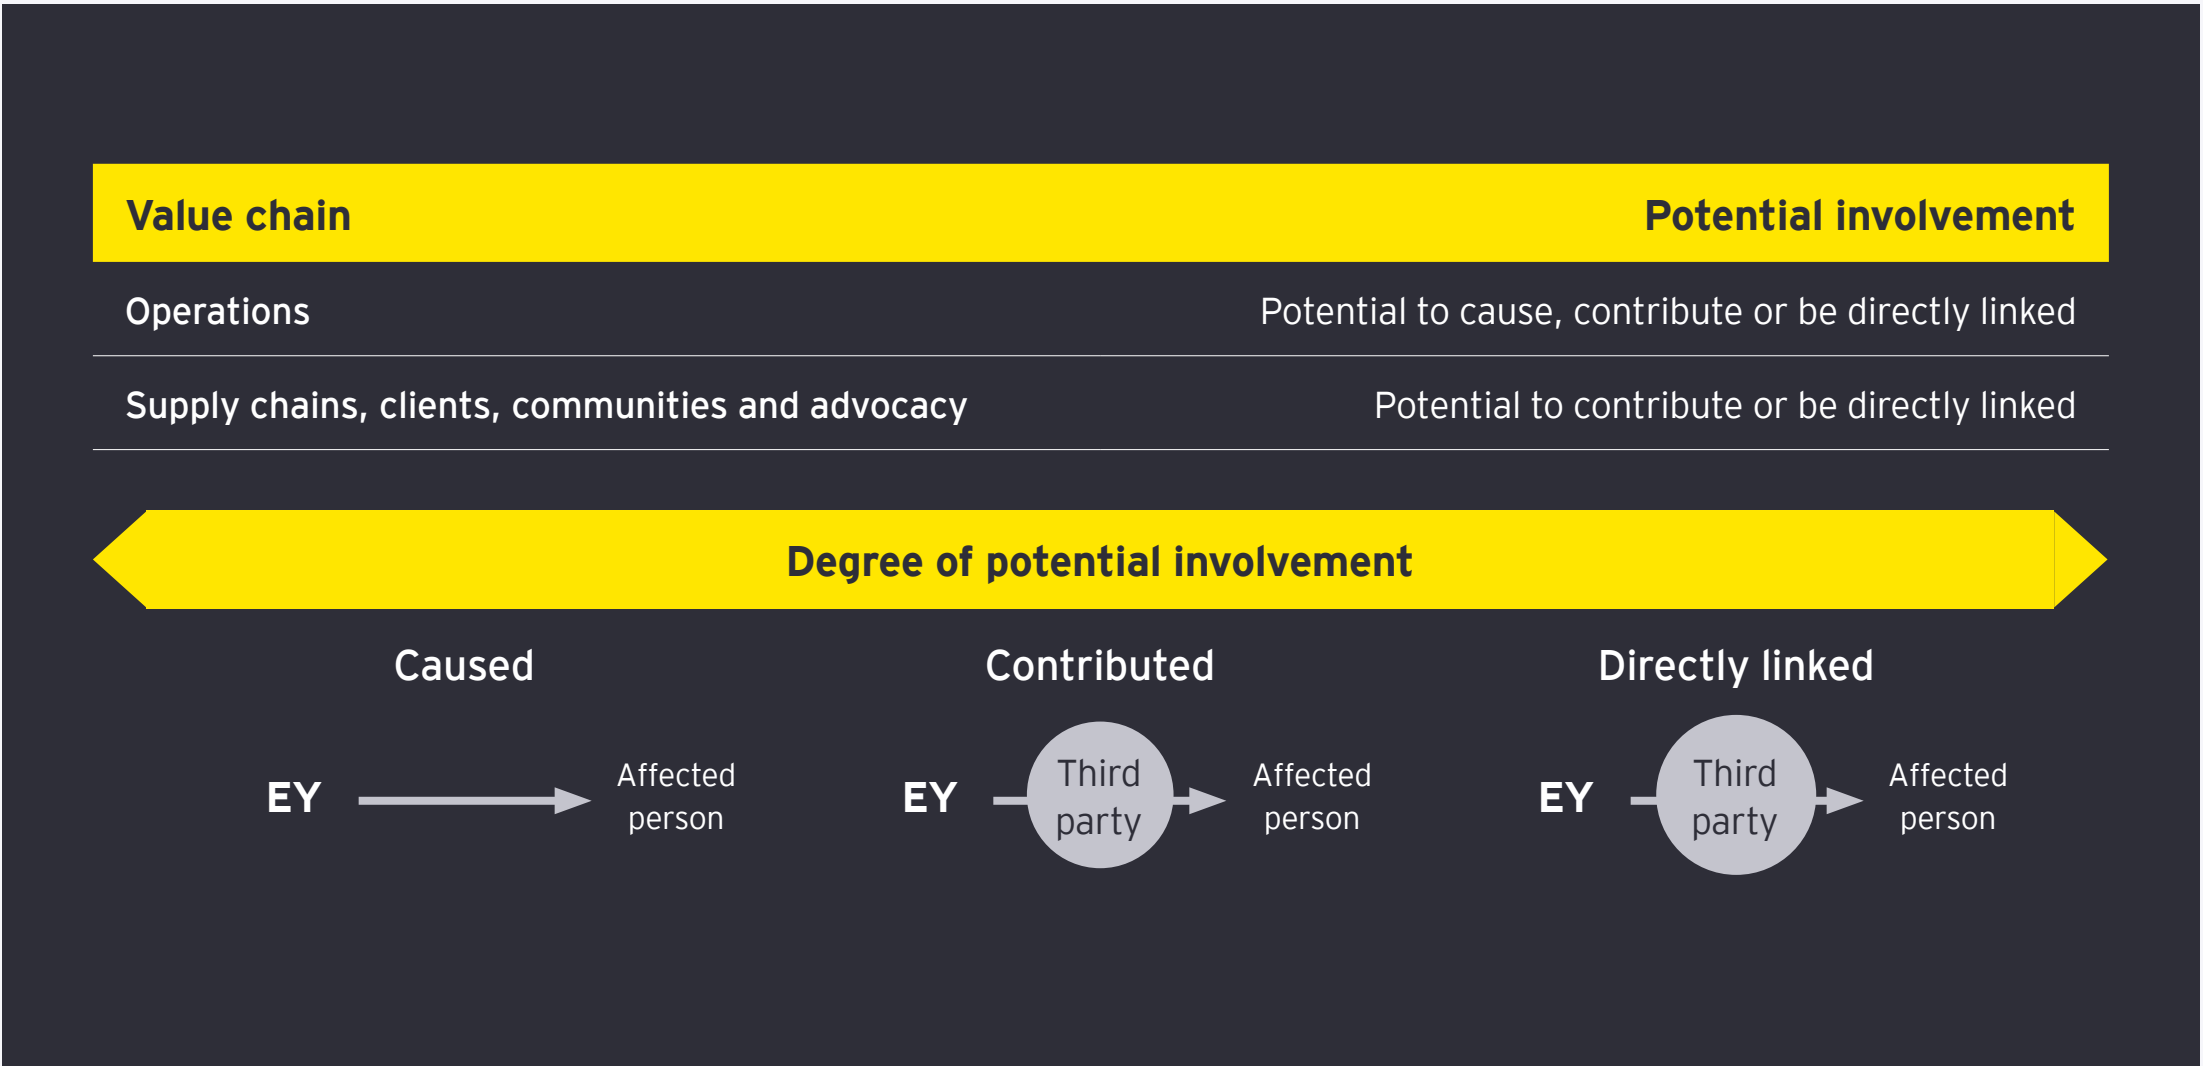 Value chain Potential involvement
Operations Potential to cause, contribute or be directly linked
Supply chains, clients, communities and advocacy Potential to contribute or be directly linked
Degree of potential involvement
Caused Contributed Directly linked
EY Affected person
EY Third party Affected person
EY Third party Affected person